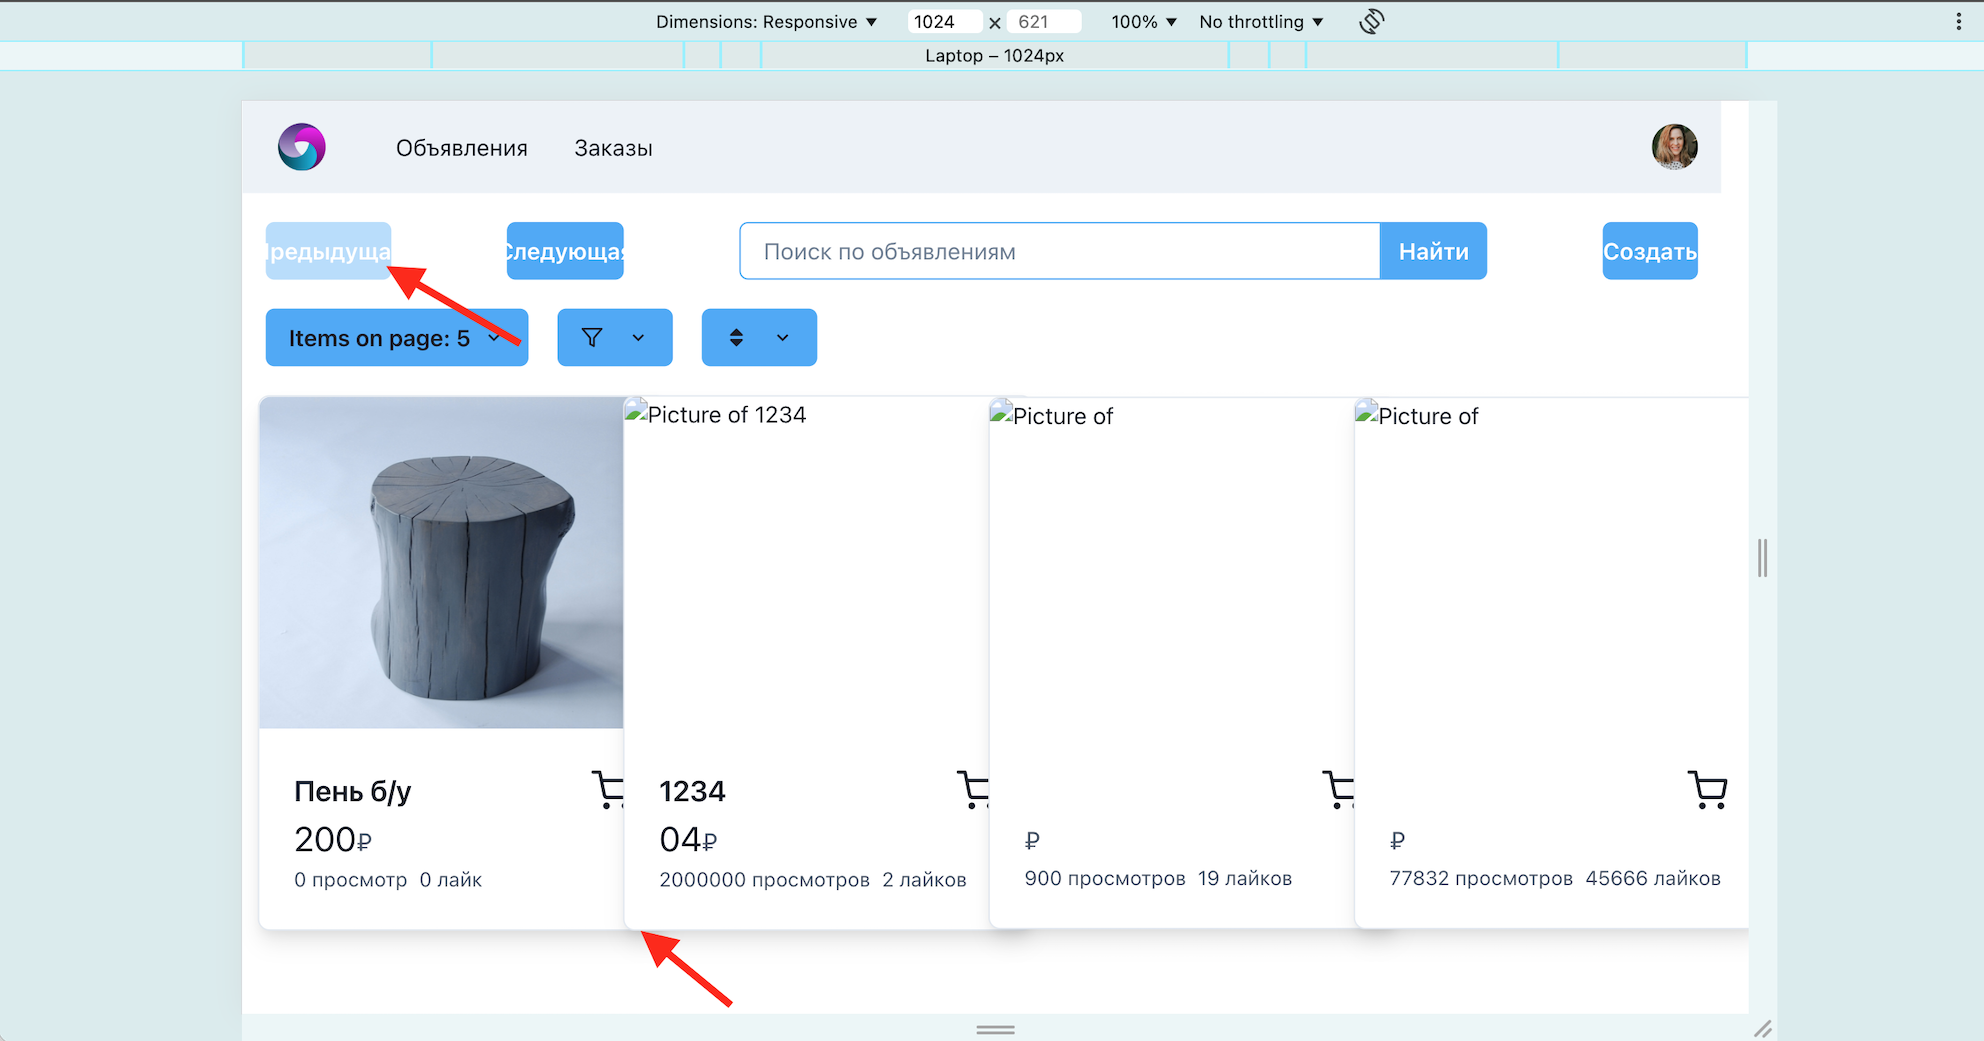 Dimensions: Responsive ▼ 1024 × 621 100% ▼ No throttling ▼
Laptop – 1024px
Объявления Заказы
Предыдуща Следующая Поиск по объявлениям Найти Создать
Items on page: 5
Picture of 1234 Picture of Picture of
Пень б/у 1234
200₽ 04₽ ₽ ₽
0 просмотр 0 лайк 2000000 просмотров 2 лайков 900 просмотров 19 лайков 77832 просмотров 45666 лайков